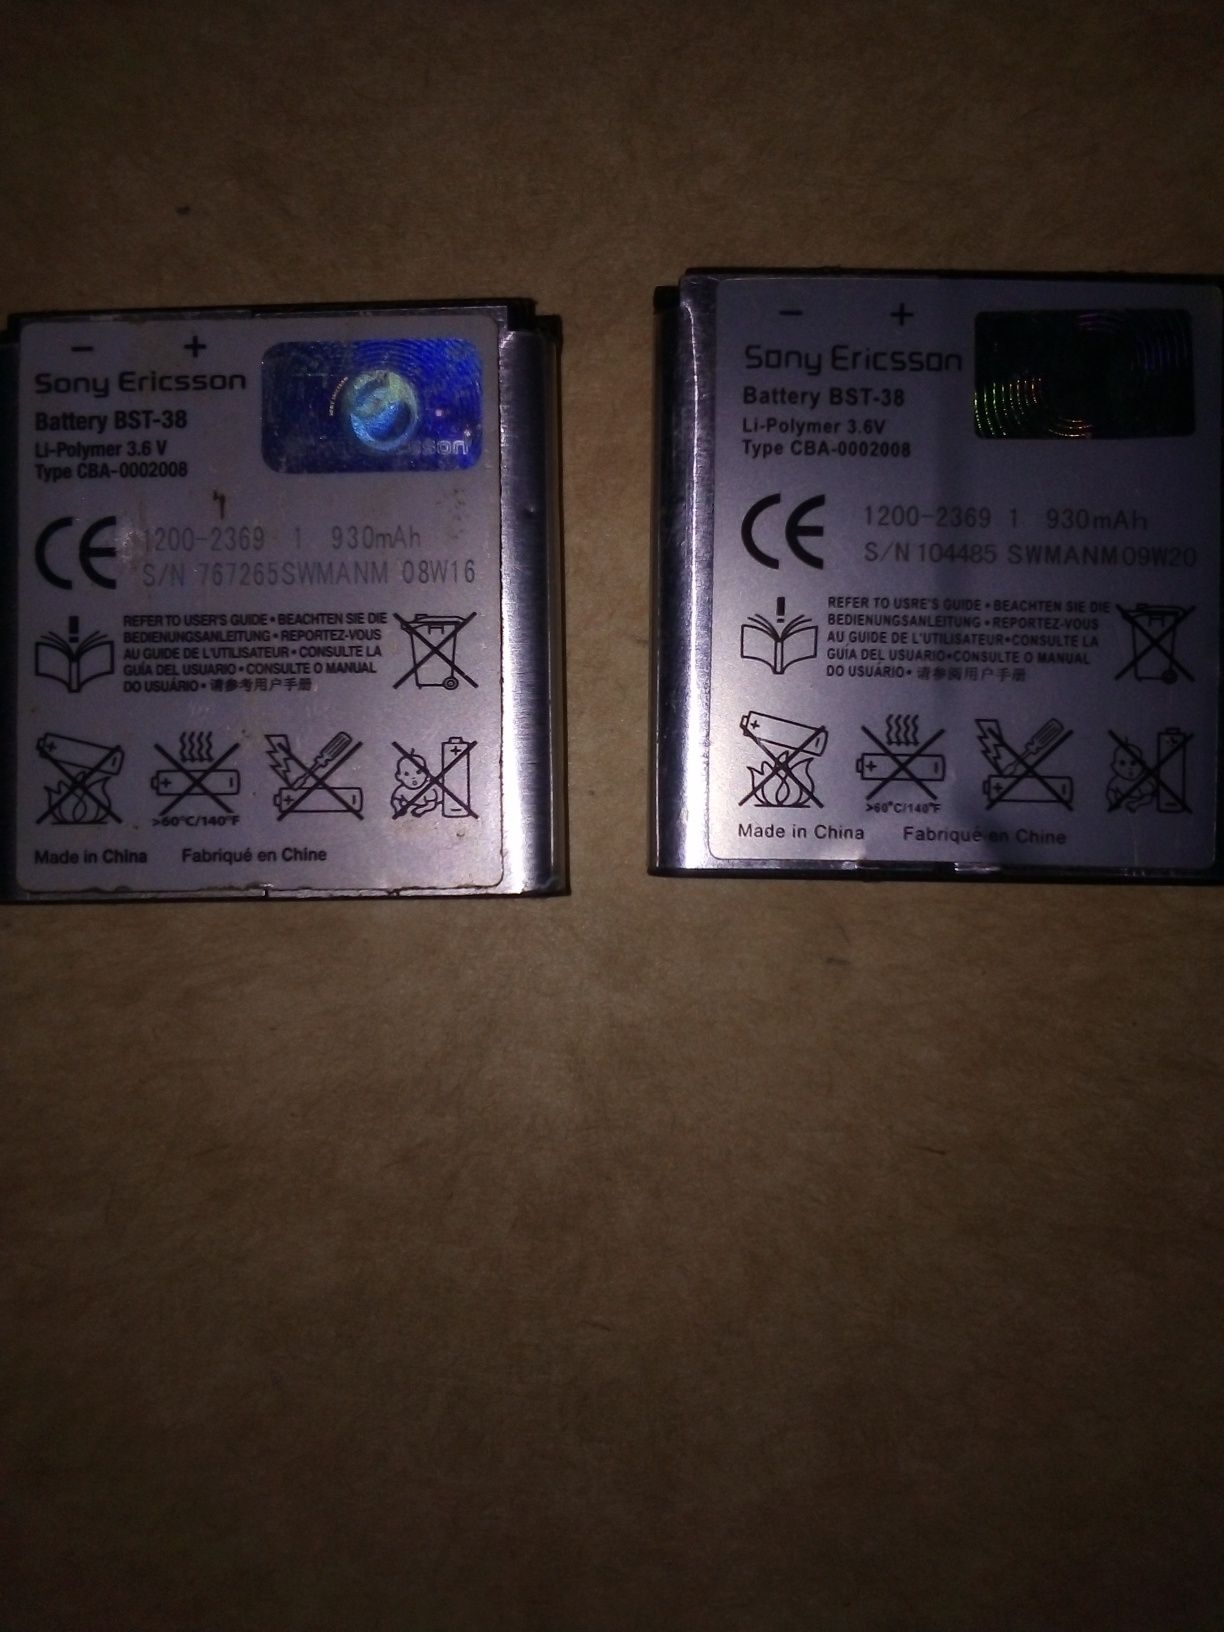 − +
Sony Ericsson
Battery BST-38
Li-Polymer 3.6 V
Type CBA-0002008
ericsson
CE
1200-2369 1 930mAh
S/N 767265SWMANM 08W16
REFER TO USER'S GUIDE • BEACHTEN SIE DIE
BEDIENUNGSANLEITUNG • REPORTEZ-VOUS
AU GUIDE DE L'UTILISATEUR • CONSULTE LA
GUÍA DEL USUARIO • CONSULTE O MANUAL
DO USUÁRIO • 请参考用户手册
>60°C/140°F
Made in China Fabriqué en Chine
− +
Sony Ericsson
Battery BST-38
Li-Polymer 3.6V
Type CBA-0002008
CE
1200-2369 1 930mAh
S/N 104485 SWMANM 09W20
REFER TO USRE'S GUIDE • BEACHTEN SIE DIE
BEDIENUNGSANLEITUNG • REPORTEZ-VOUS
AU GUIDE DE L'UTILISATEUR • CONSULTE LA
GUÍA DEL USUARIO • CONSULTE O MANUAL
DO USUÁRIO • 请参阅用户手册
>60°C/140°F
Made in China Fabriqué en Chine